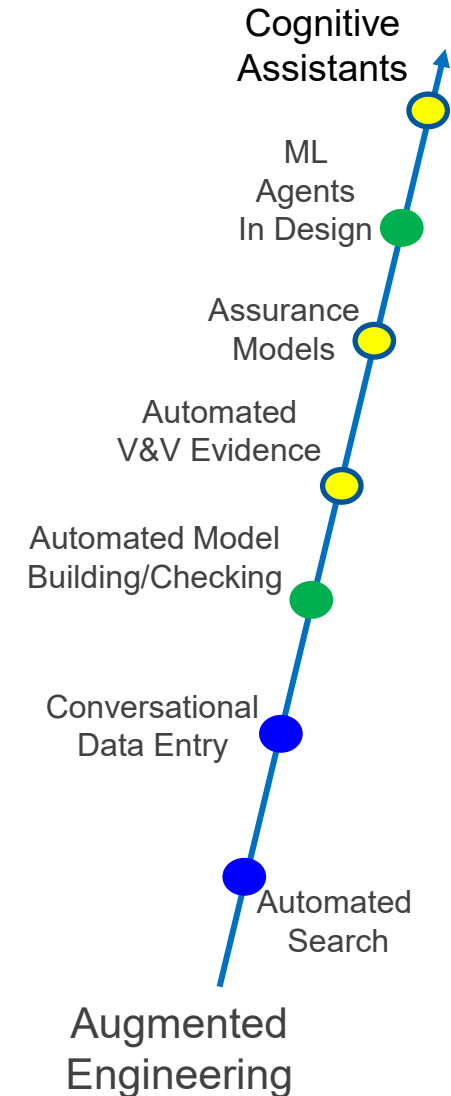 Cognitive
Assistants
ML
Agents
In Design
Assurance
Models
Automated
V&V Evidence
Automated Model
Building/Checking
Conversational
Data Entry
Automated
Search
Augmented
Engineering